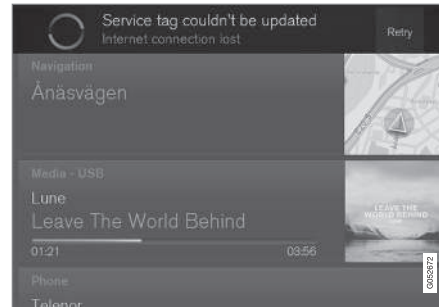 Service tag couldn't be updated
Internet connection lost
Retry
Navigation
Ånäsvägen
Media - USB
Lune
Leave The World Behind
01:21
03:56
LEAVE THE
WORLD BEHIND
Phone
Telenor
G052672